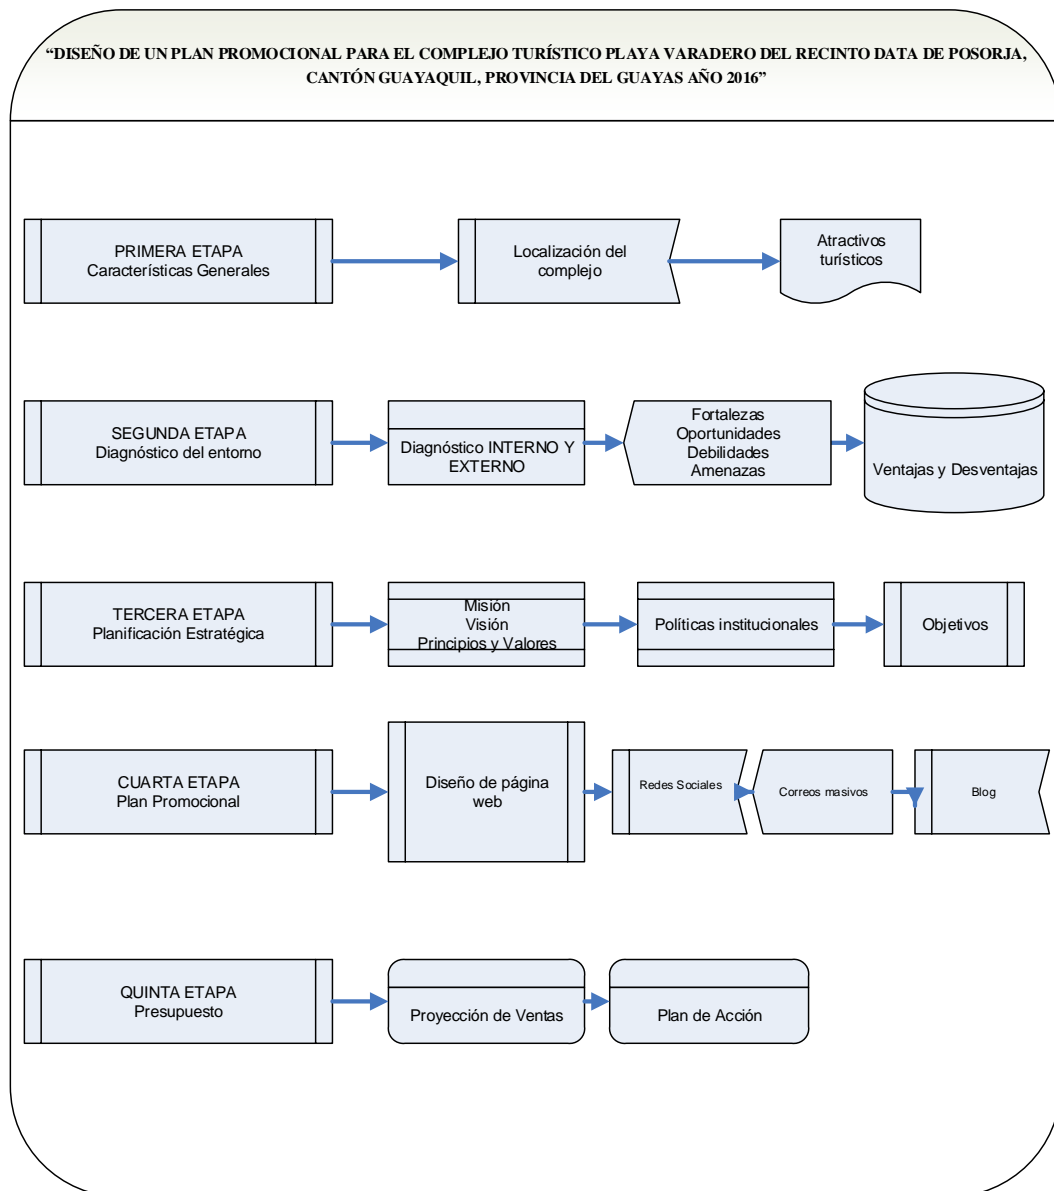 “DISEÑO DE UN PLAN PROMOCIONAL PARA EL COMPLEJO TURÍSTICO PLAYA VARADERO DEL RECINTO DATA DE POSORJA,
CANTÓN GUAYAQUIL, PROVINCIA DEL GUAYAS AÑO 2016”
PRIMERA ETAPA
Características Generales
Localización del
complejo
Atractivos
turísticos
SEGUNDA ETAPA
Diagnóstico del entorno
Diagnóstico INTERNO Y
EXTERNO
Fortalezas
Oportunidades
Debilidades
Amenazas
Ventajas y Desventajas
TERCERA ETAPA
Planificación Estratégica
Misión
Visión
Principios y Valores
Políticas institucionales
Objetivos
CUARTA ETAPA
Plan Promocional
Diseño de página
web
Redes Sociales
Correos masivos
Blog
QUINTA ETAPA
Presupuesto
Proyección de Ventas
Plan de Acción